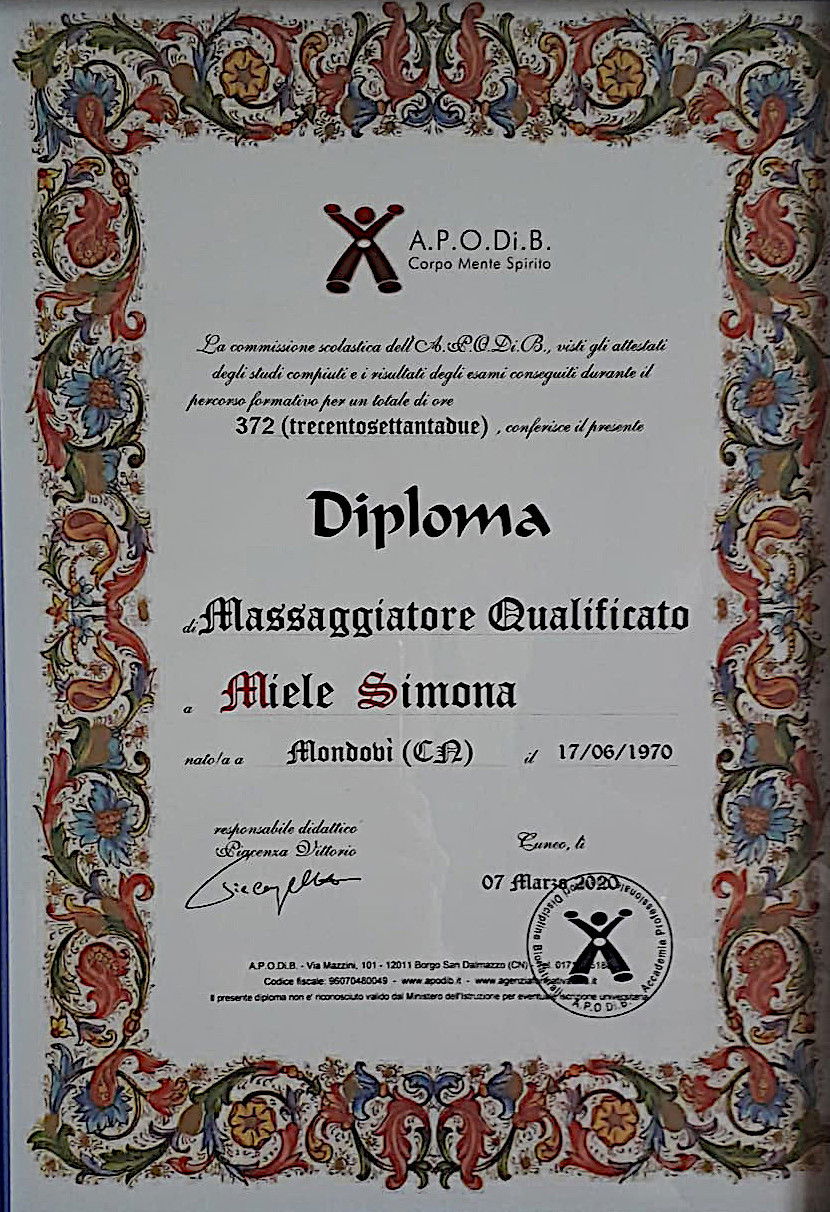 A.P.O.Di.B.
Corpo Mente Spirito
La commissione scolastica dell'A.P.O.Di.B., visti gli attestati
degli studi compiuti e i risultati degli esami conseguiti durante il
percorso formativo per un totale di ore
372 (trecentosettantadue) , conferisce il presente
Diploma
di Massaggiatore Qualificato
a Miele Simona
nato/a a Mondovì (CN) il 17/06/1970
responsabile didattico
Piacenza Vittorio
Cuneo, lì
07 Marzo 2020
A.P.O.Di.B. - Via Mazzini, 101 - 12011 Borgo San Dalmazzo (CN) - tel.
Codice fiscale: 96070480049 - www.apodib.it -
Il presente diploma non e' riconosciuto valido dal Ministero dell'Istruzione per eventuale iscrizione universitaria
Accademia Professionale Discipline
A.P.O.Di.B.